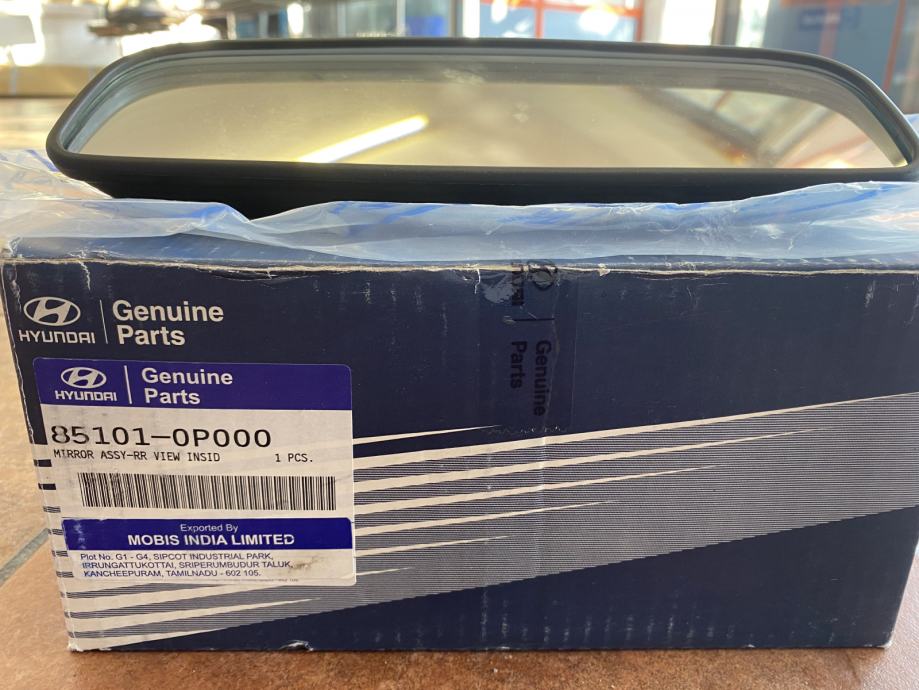 HYUNDAI
Genuine
Parts
HYUNDAI
Genuine
Parts
85101-0P000
MIRROR ASSY-RR VIEW INSID 1 PCS.
Exported By
MOBIS INDIA LIMITED
Plot No. G1 - G4, SIPCOT INDUSTRIAL PARK,
IRRUNGATTUKOTTAI, SRIPERUMBUDUR TALUK,
KANCHEEPURAM, TAMILNADU - 602 105.
Genuine
Parts